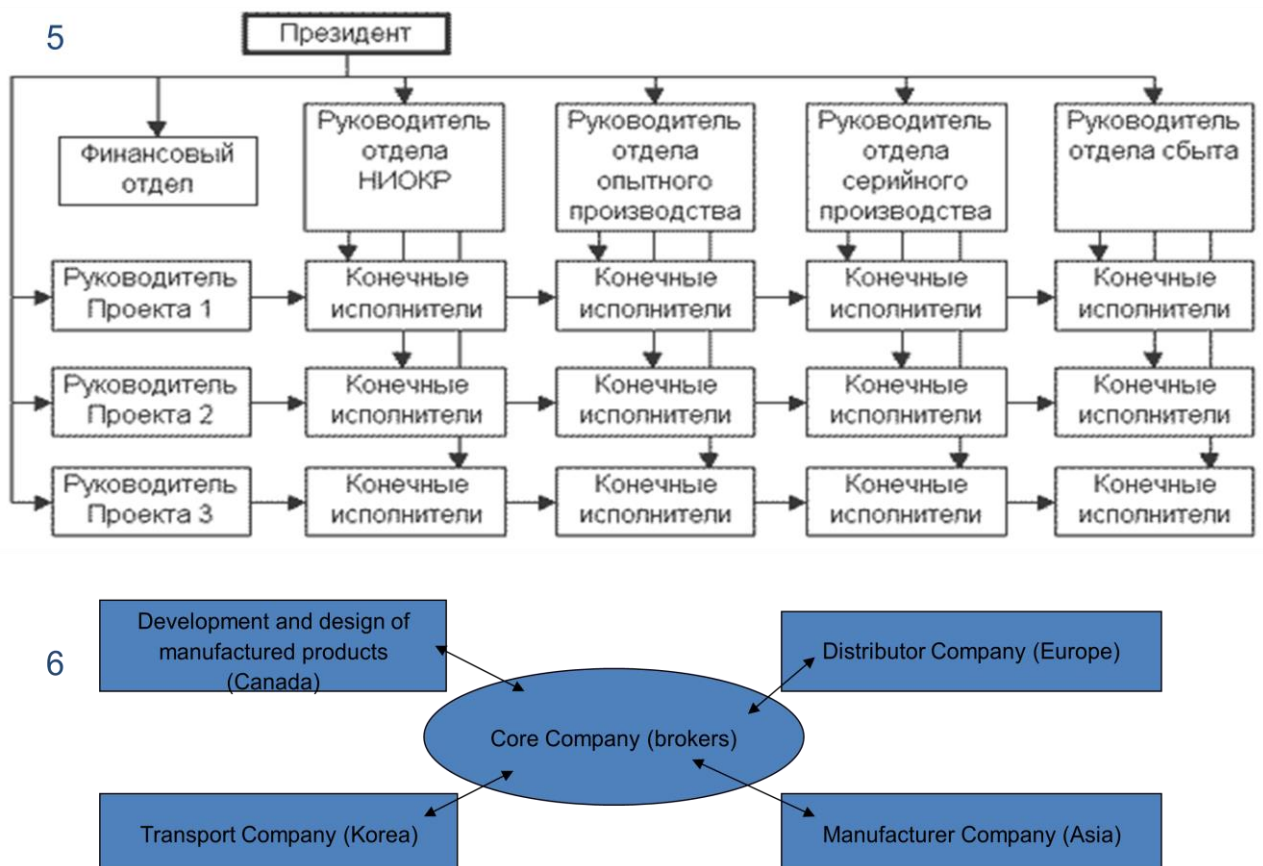 5
Президент
Финансовый
отдел
Руководитель
отдела
НИОКР
Руководитель
отдела
опытного
производства
Руководитель
отдела
серийного
производства
Руководитель
отдела сбыта
Руководитель
Проекта 1
Конечные
исполнители
Конечные
исполнители
Конечные
исполнители
Конечные
исполнители
Руководитель
Проекта 2
Конечные
исполнители
Конечные
исполнители
Конечные
исполнители
Конечные
исполнители
Руководитель
Проекта 3
Конечные
исполнители
Конечные
исполнители
Конечные
исполнители
Конечные
исполнители
6
Development and design of
manufactured products
(Canada)
Distributor Company (Europe)
Core Company (brokers)
Transport Company (Korea)
Manufacturer Company (Asia)